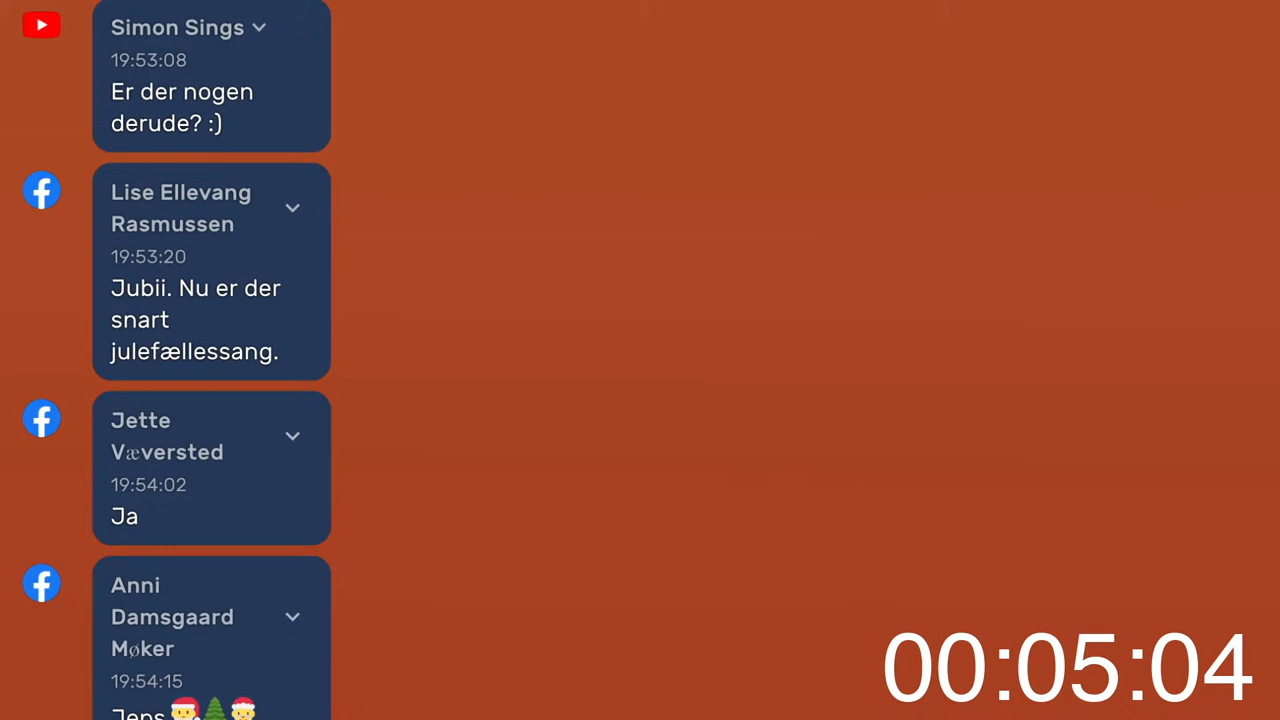 Simon Sings
19:53:08
Er der nogen
derude? :)
Lise Ellevang
Rasmussen
19:53:20
Jubii. Nu er der
snart
julefællessang.
Jette
Væversted
19:54:02
Ja
Anni
Damsgaard
Møker
19:54:15
Jeps 🎅🌲🤶
00:05:04